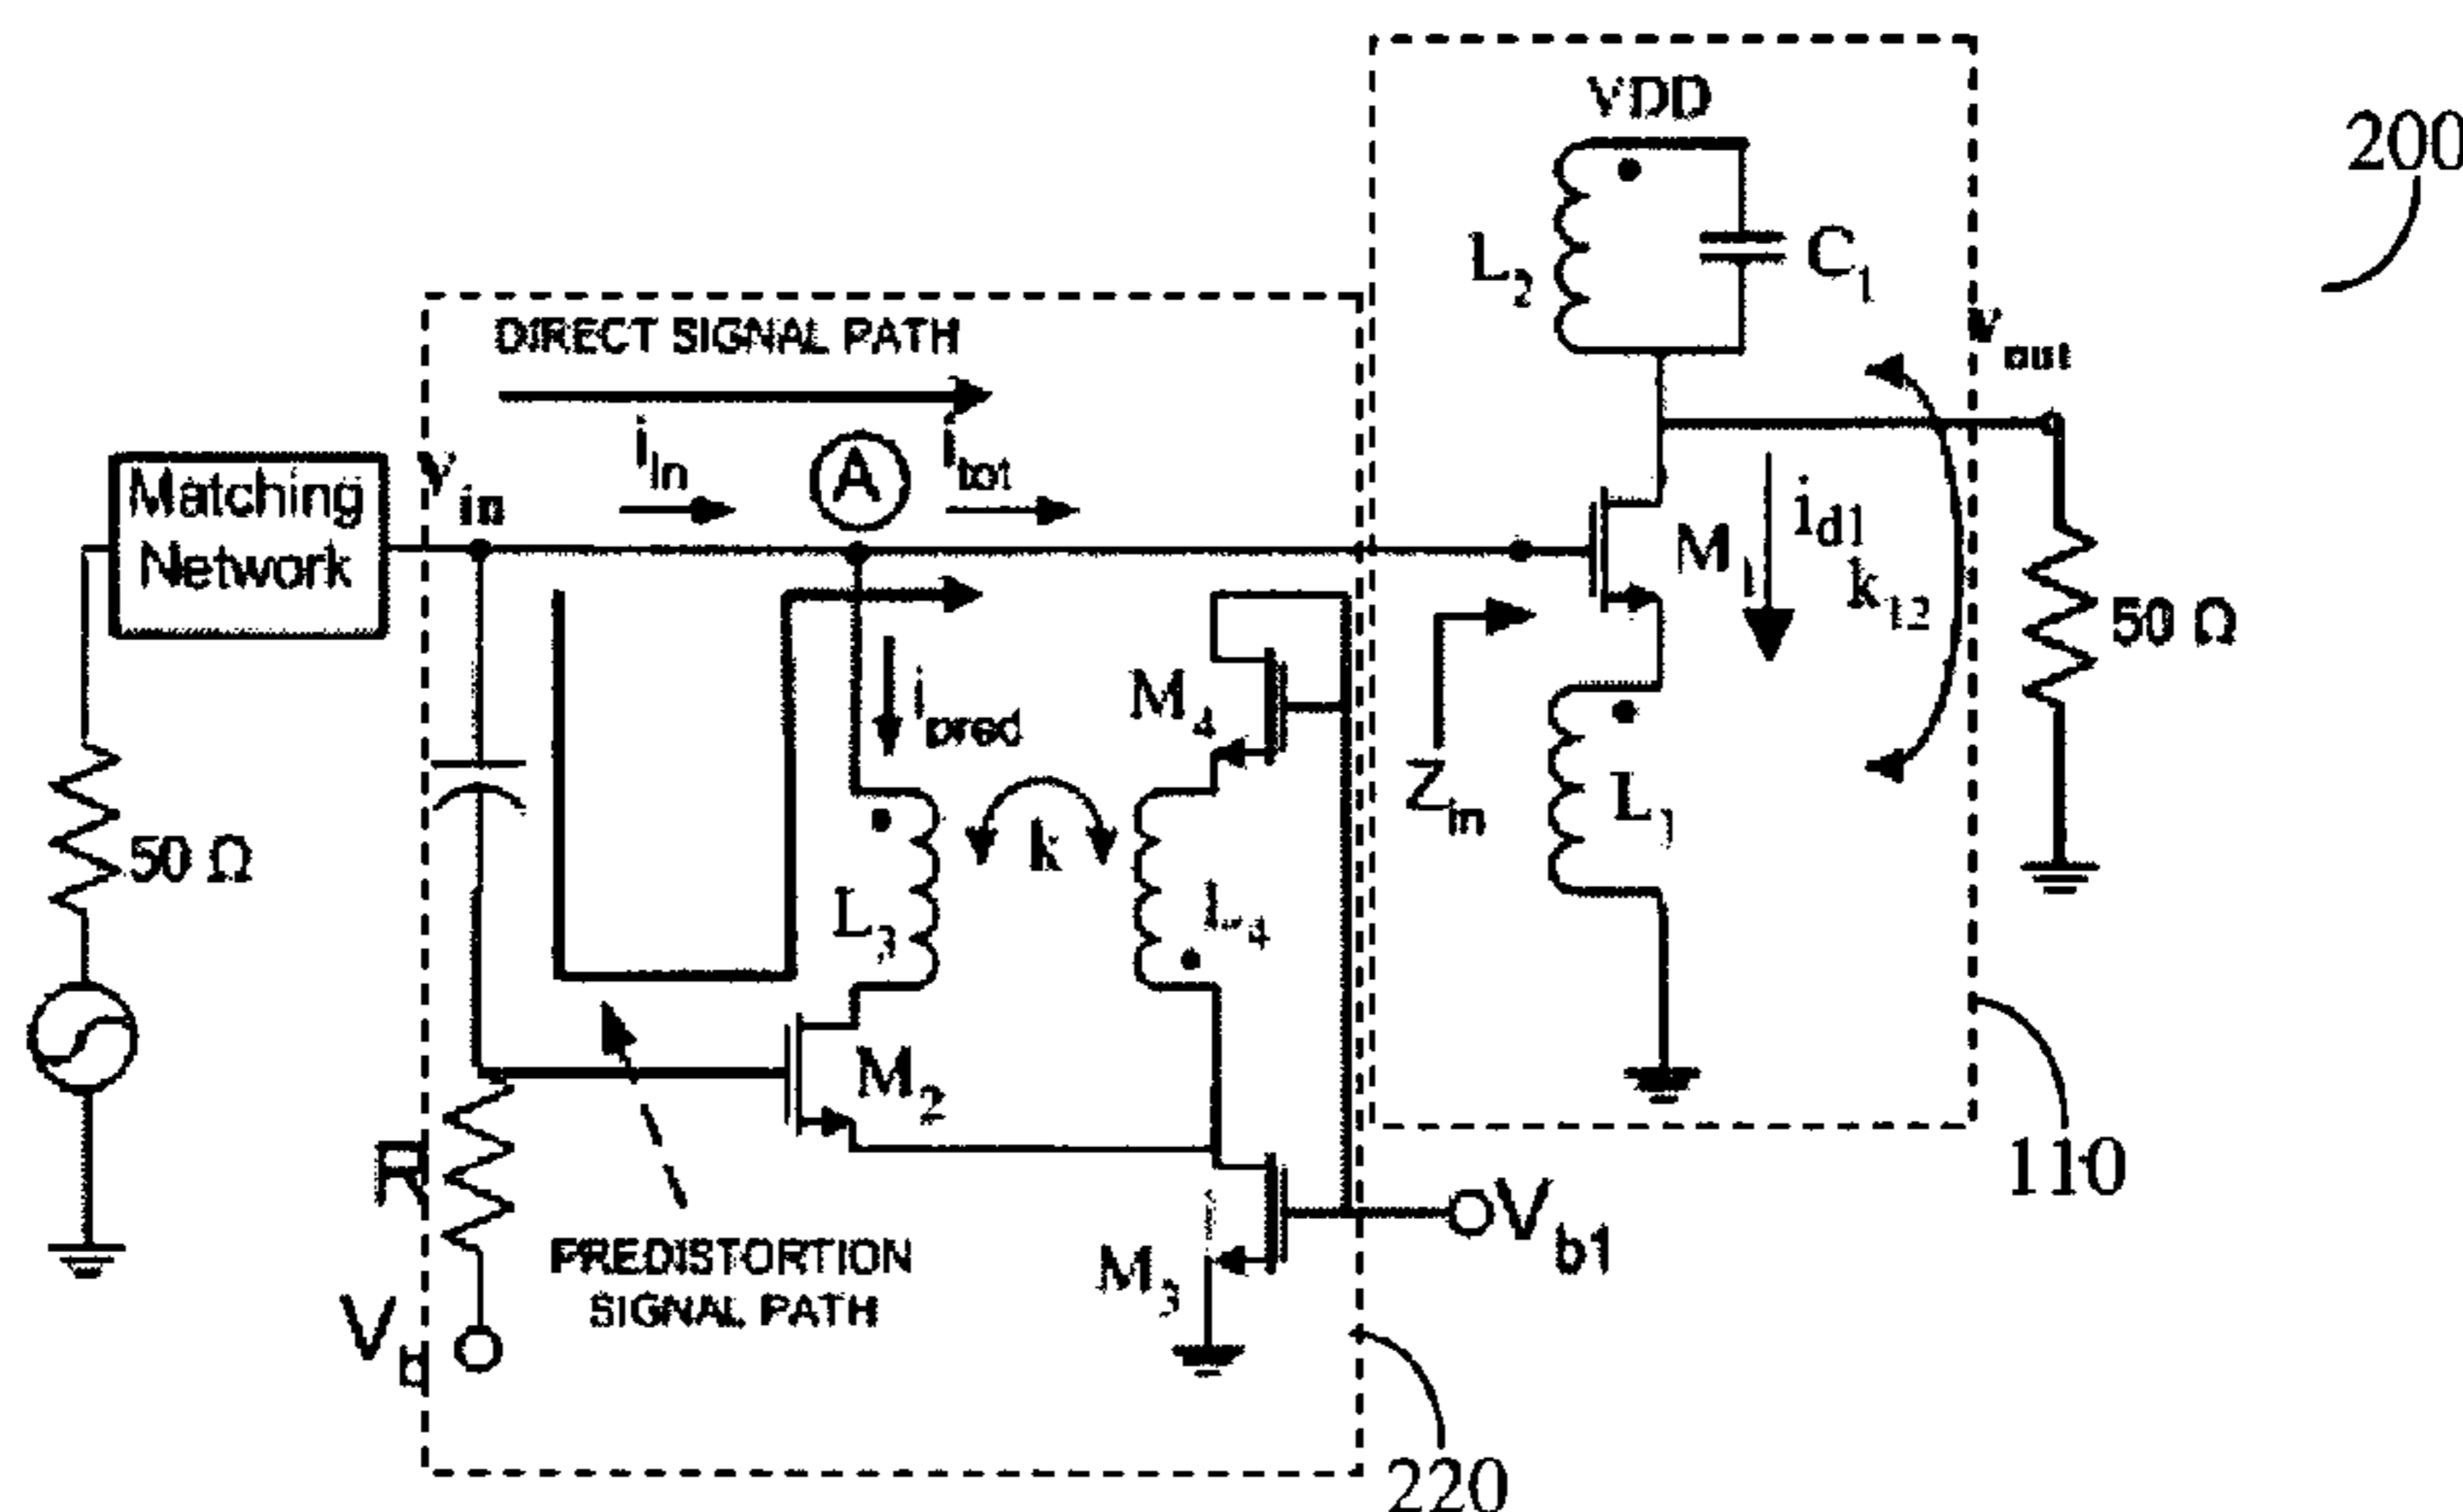 200
VDD
L2
C1
DIRECT SIGNAL PATH
Vout
iin
A
itot
Matching
Network
Vin
M1
id1
k12
50 Ω
M4
ipred
Zin
L1
k
50 Ω
L3
L4
M2
110
R
Vb1
PREDISTORTION
SIGNAL PATH
M3
Vb
220